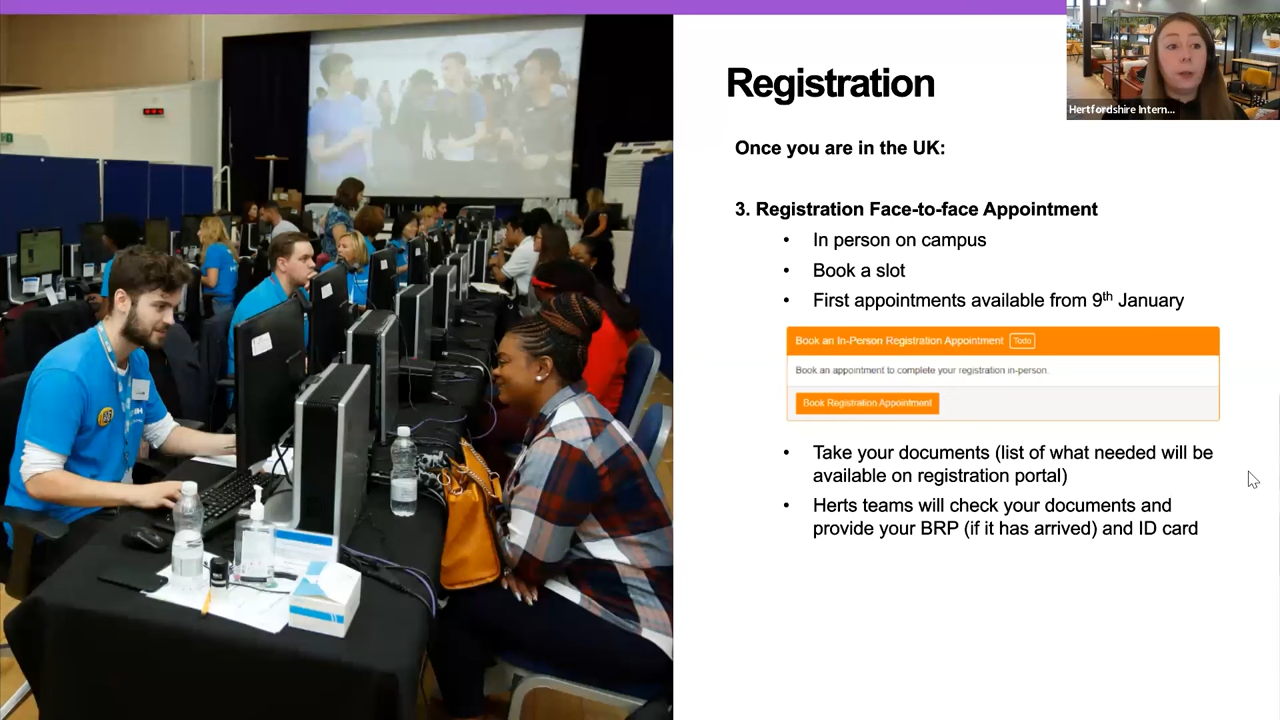 Registration
Hertfordshire Intern...
Once you are in the UK:
3. Registration Face-to-face Appointment
• In person on campus
• Book a slot
• First appointments available from 9th January
Book an In-Person Registration Appointment Todo
Book an appointment to complete your registration in-person.
Book Registration Appointment
• Take your documents (list of what needed will be
available on registration portal)
• Herts teams will check your documents and
provide your BRP (if it has arrived) and ID card